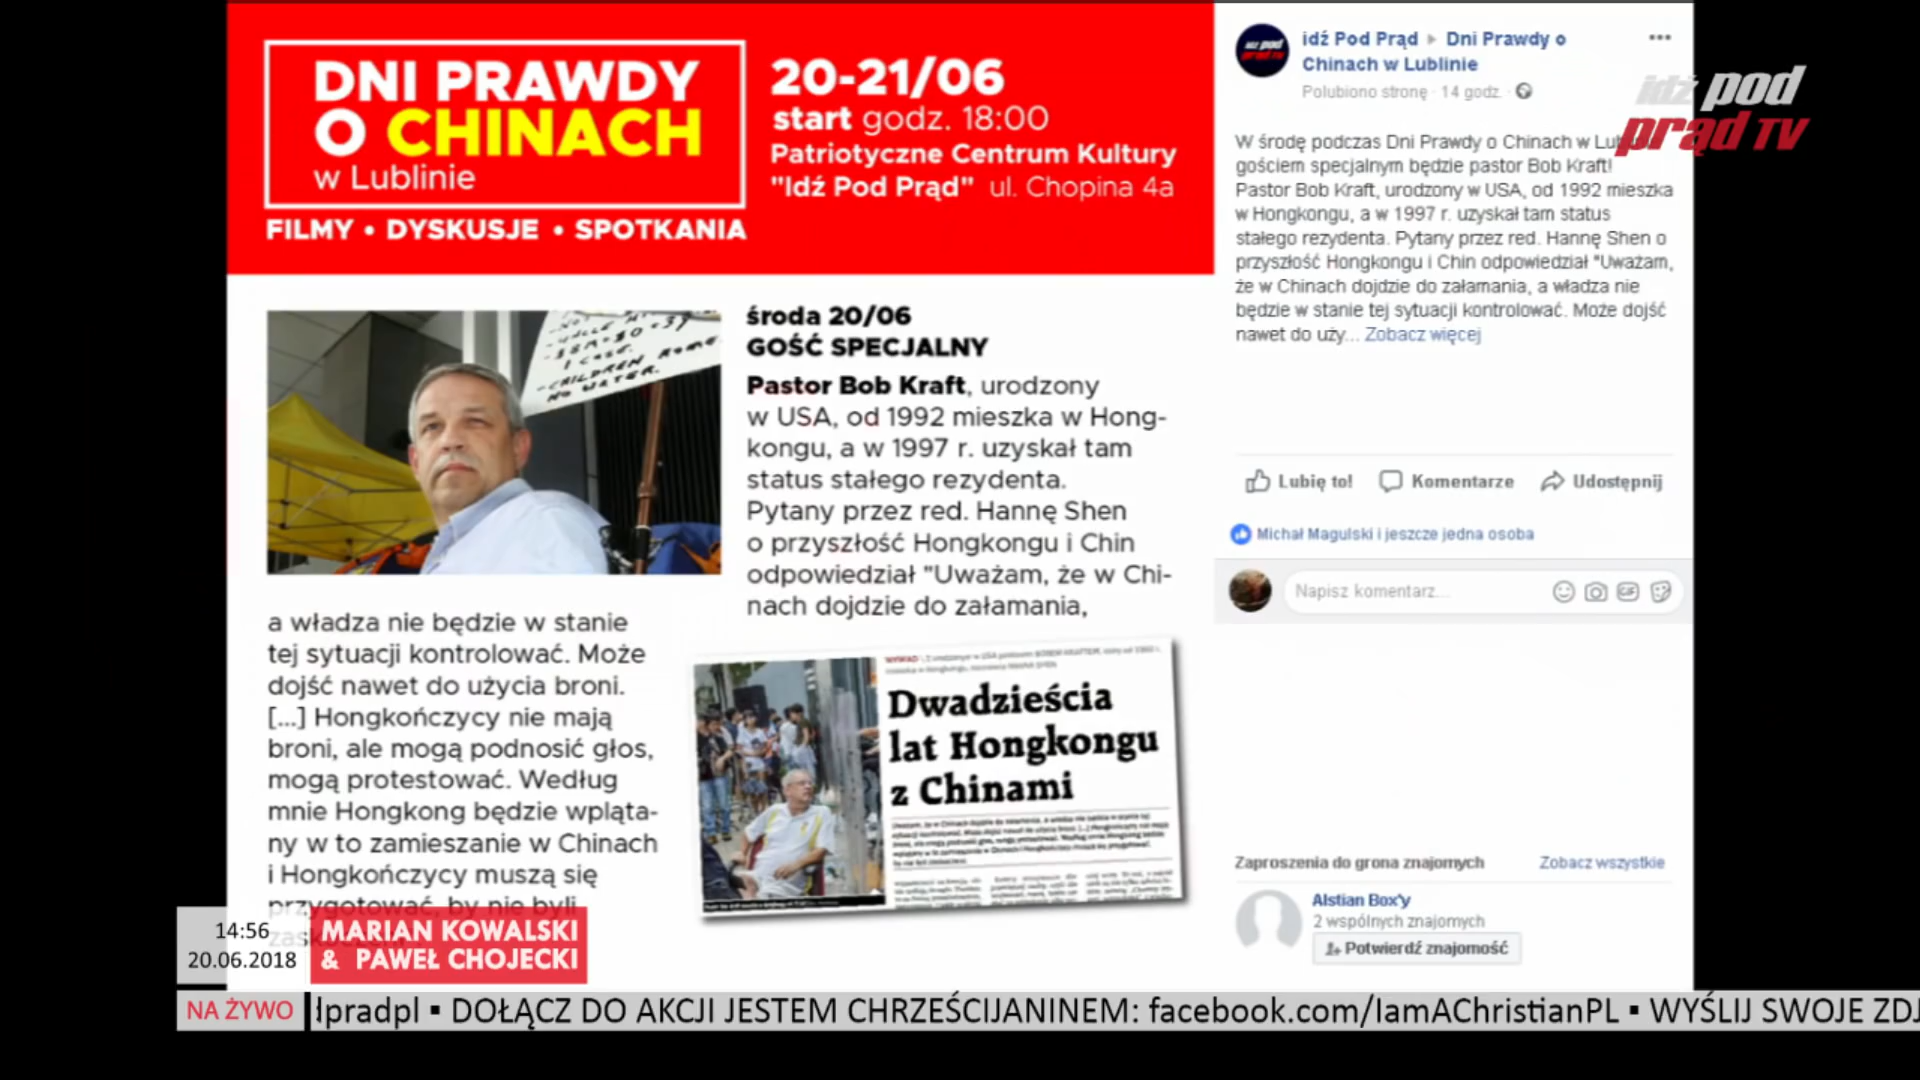 DNI PRAWDY
O CHINACH
w Lublinie
FILMY • DYSKUSJE • SPOTKANIA
20-21/06
start godz. 18:00
Patriotyczne Centrum Kultury
"Idź Pod Prąd" ul. Chopina 4a
środa 20/06
GOŚĆ SPECJALNY
Pastor Bob Kraft, urodzony
w USA, od 1992 mieszka w Hong-
kongu, a w 1997 r. uzyskał tam
status stałego rezydenta.
Pytany przez red. Hannę Shen
o przyszłość Hongkongu i Chin
odpowiedział "Uważam, że w Chi-
nach dojdzie do załamania,
a władza nie będzie w stanie
tej sytuacji kontrolować. Może
dojść nawet do użycia broni.
[...] Hongkończycy nie mają
broni, ale mogą podnosić głos,
mogą protestować. Według
mnie Hongkong będzie wpląta-
ny w to zamieszanie w Chinach
i Hongkończycy muszą się
przygotować, by nie byli
CHILDREN HOME
NO WATER.
Dwadzieścia
lat Hongkongu
z Chinami
idź Pod Prąd ▸ Dni Prawdy o
Chinach w Lublinie
Polubiono stronę · 14 godz. ·
idź pod
prąd TV
W środę podczas Dni Prawdy o Chinach w
gościem specjalnym będzie pastor Bob Kraft!
Pastor Bob Kraft, urodzony w USA, od 1992 mieszka
w Hongkongu, a w 1997 r. uzyskał tam status
stałego rezydenta. Pytany przez red. Hannę Shen o
przyszłość Hongkongu i Chin odpowiedział "Uważam,
że w Chinach dojdzie do załamania, a władza nie
będzie w stanie tej sytuacji kontrolować. Może dojść
nawet do uży... Zobacz więcej
Lubię to! Komentarze Udostępnij
Michał Magulski i jeszcze jedna osoba
Napisz komentarz...
GIF
Zaproszenia do grona znajomych Zobacz wszystkie
Alstian Box'y
2 wspólnych znajomych
Potwierdź znajomość
14:56
20.06.2018
MARIAN KOWALSKI
& PAWEŁ CHOJECKI
NA ŻYWO
dpradpl ▪ DOŁĄCZ DO AKCJI JESTEM CHRZEŚCIJANINEM: facebook.com/IamAChristianPL ▪ WYŚLIJ SWOJE ZDJ